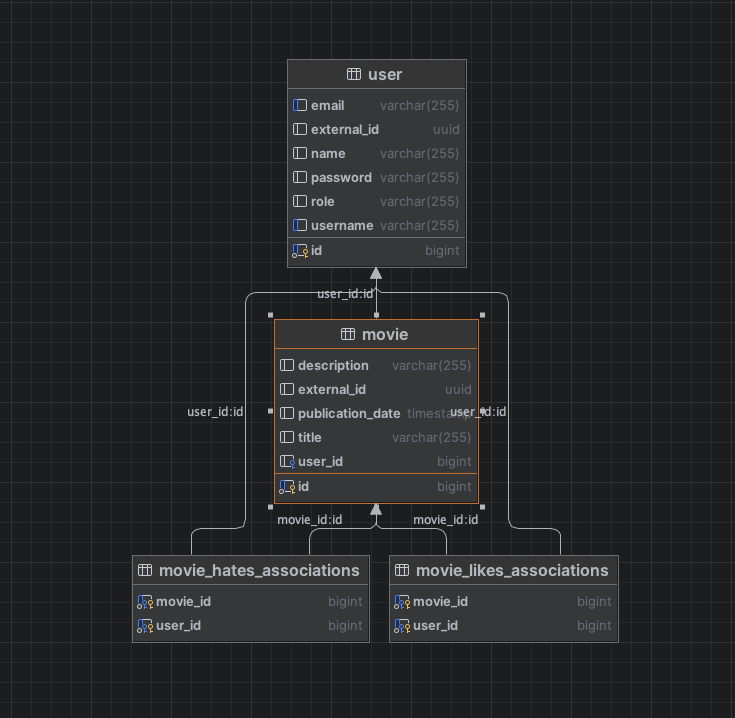 user
email varchar(255)
external_id uuid
name varchar(255)
password varchar(255)
role varchar(255)
username varchar(255)
id bigint
user_id:id
movie
description varchar(255)
external_id uuid
publication_date timestamp
title varchar(255)
user_id bigint
id bigint
user_id:id
user_id:id
movie_id:id
movie_id:id
movie_hates_associations
movie_id bigint
user_id bigint
movie_likes_associations
movie_id bigint
user_id bigint